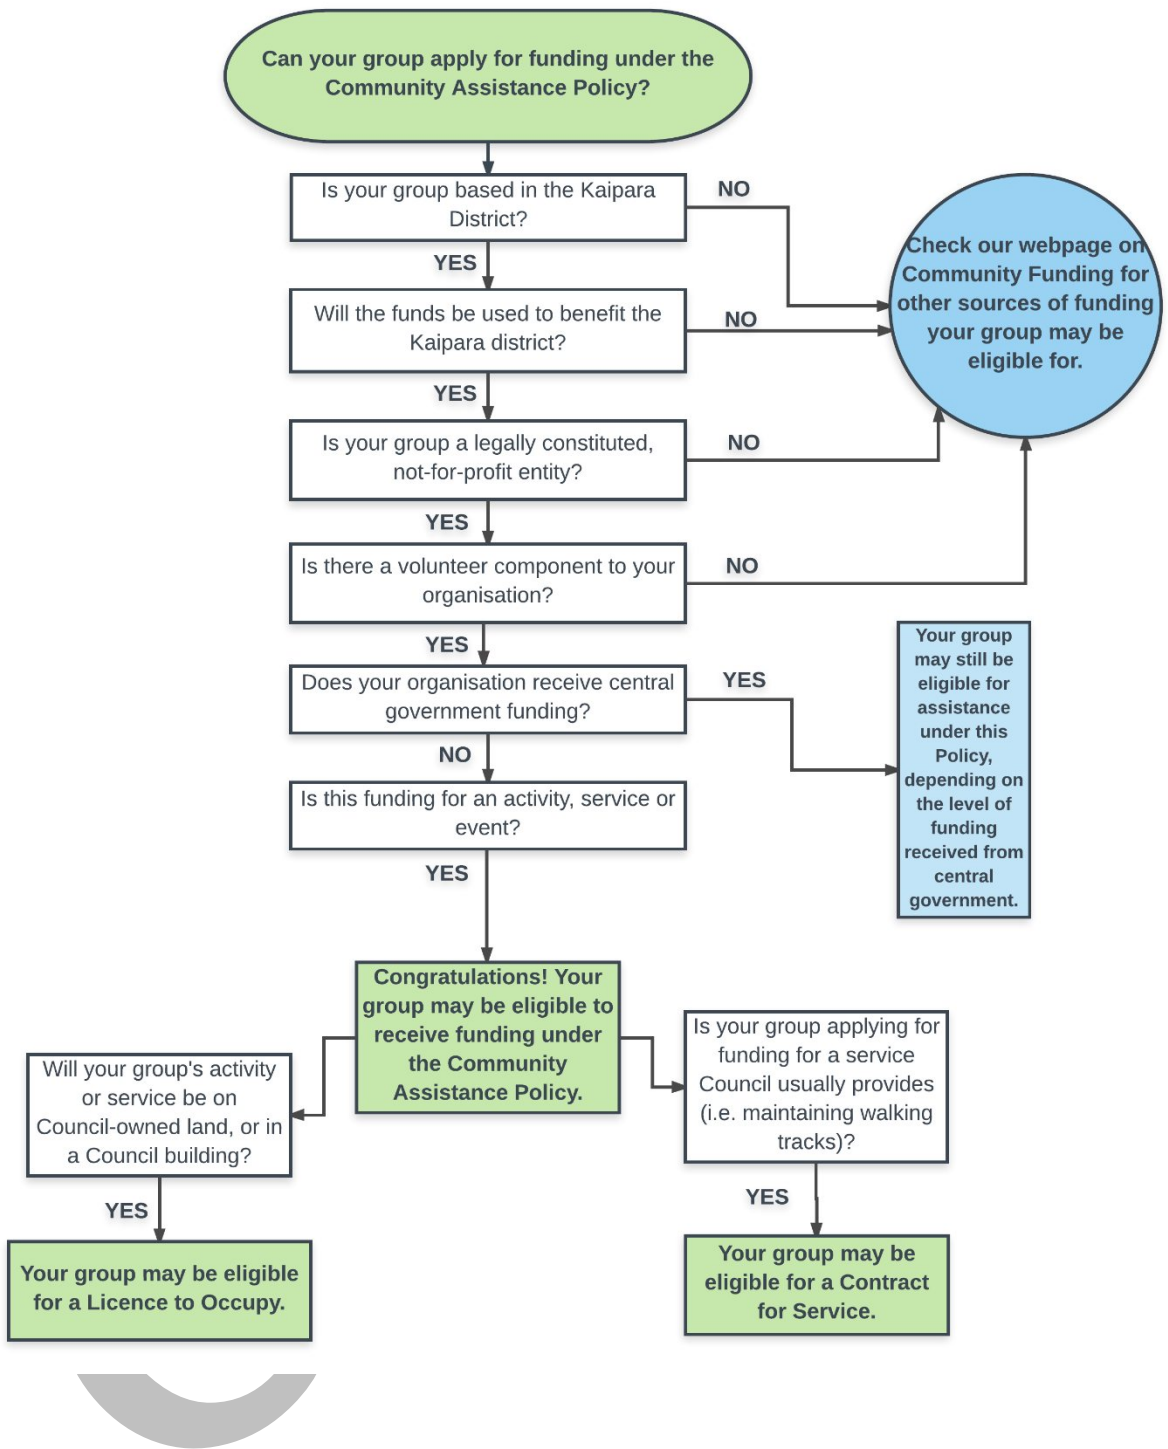 Can your group apply for funding under the
Community Assistance Policy?
Is your group based in the Kaipara
District?
NO
Check our webpage on
Community Funding for
other sources of funding
your group may be
eligible for.
YES
Will the funds be used to benefit the
Kaipara district?
NO
YES
Is your group a legally constituted,
not-for-profit entity?
NO
YES
Is there a volunteer component to your
organisation?
NO
YES
Does your organisation receive central
government funding?
YES
Your group
may still be
eligible for
assistance
under this
Policy,
depending on
the level of
funding
received from
central
government.
NO
Is this funding for an activity, service or
event?
YES
Congratulations! Your
group may be eligible to
receive funding under
the Community
Assistance Policy.
Will your group's activity
or service be on
Council-owned land, or in
a Council building?
YES
Your group may be eligible
for a Licence to Occupy.
Is your group applying for
funding for a service
Council usually provides
(i.e. maintaining walking
tracks)?
YES
Your group may be
eligible for a Contract
for Service.